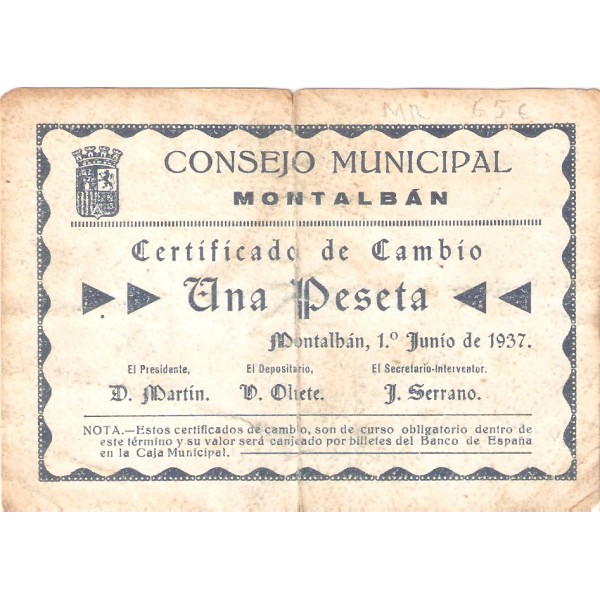 MR 65€
CONSEJO MUNICIPAL
MONTALBÁN
Certificado de Cambio
Una Peseta
Montalbán, 1.º Junio de 1937.
El Presidente, El Depositario, El Secretario-Interventor.
D. Martín. V. Olıete. J. Serrano.
NOTA.—Estos certificados de cambio, son de curso obligatorio dentro de
este término y su valor será canjeado por billetes del Banco de España
en la Caja Municipal.